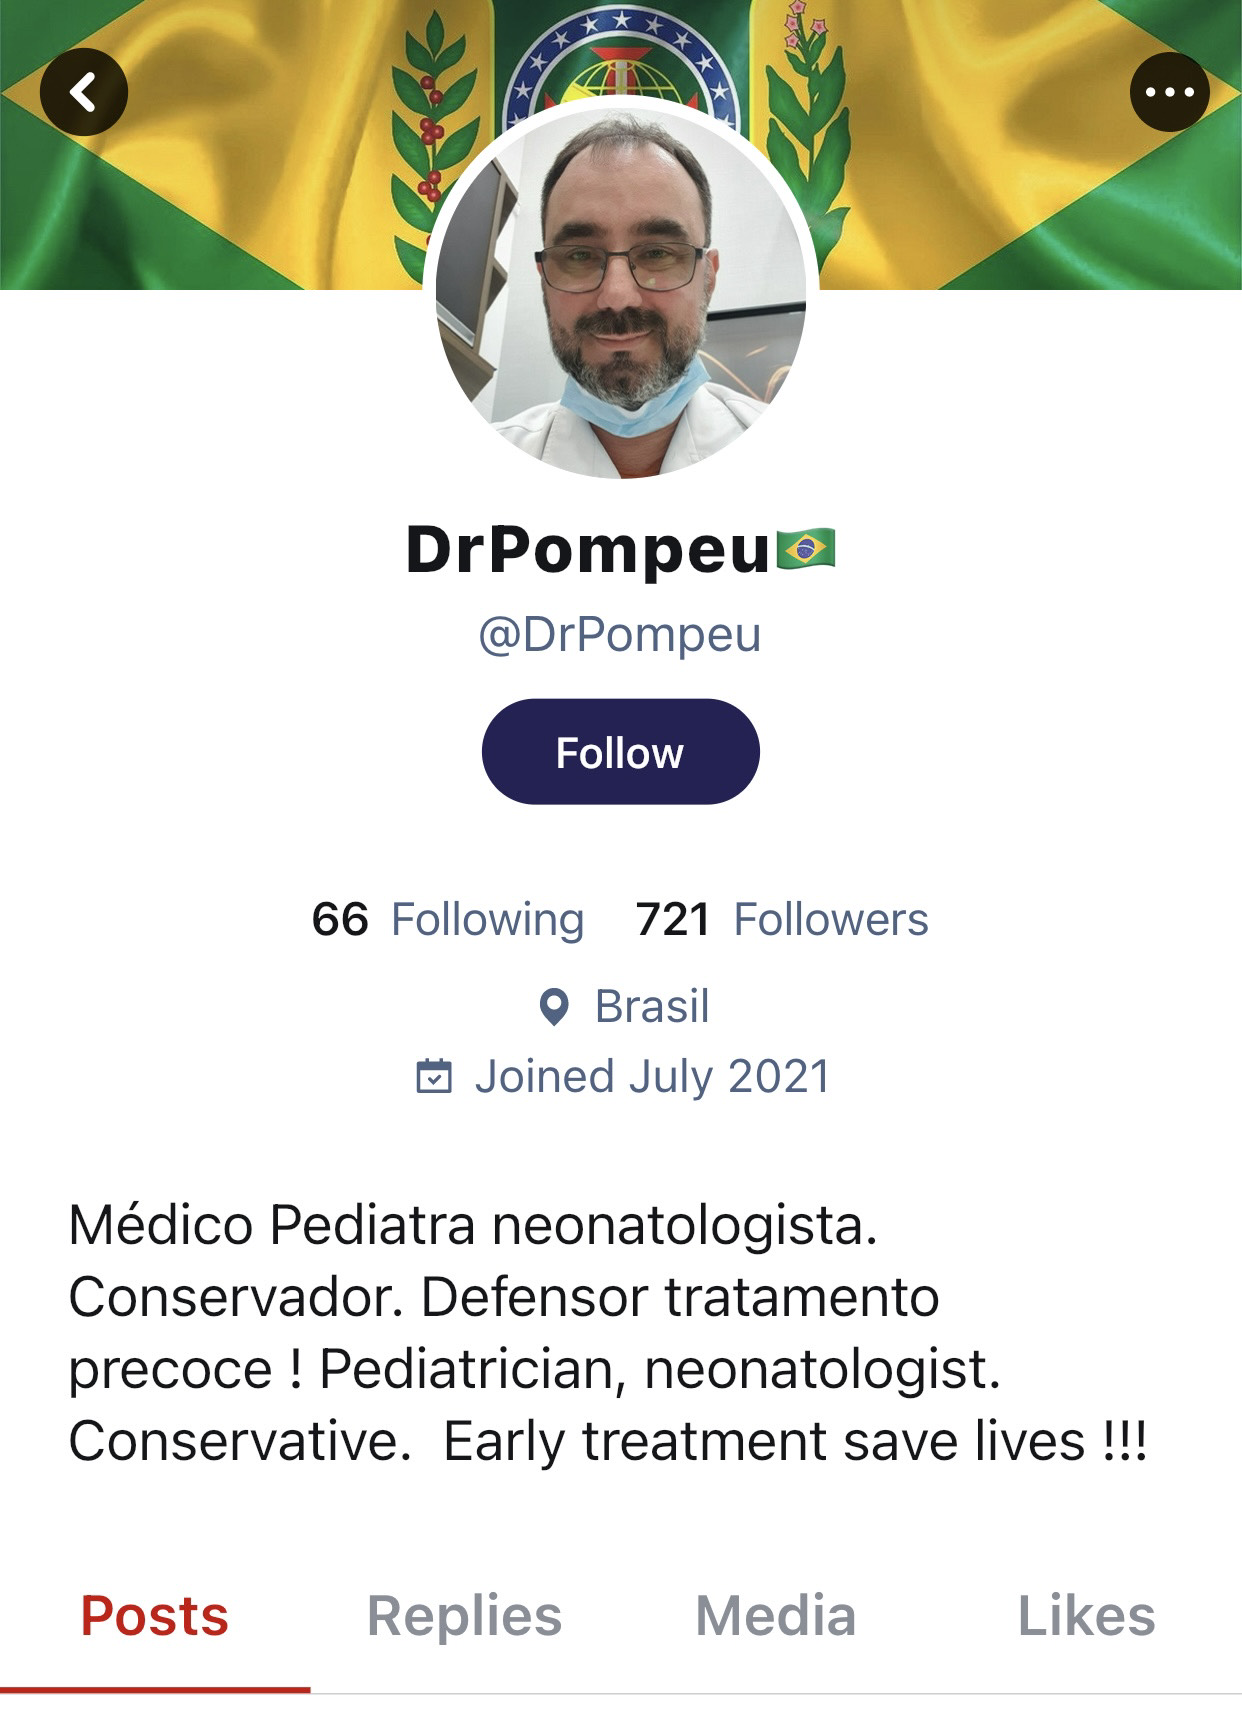 DrPompeu🇧🇷
@DrPompeu
Follow
66 Following 721 Followers
Brasil
Joined July 2021
Médico Pediatra neonatologista.
Conservador. Defensor tratamento
precoce ! Pediatrician, neonatologist.
Conservative.  Early treatment save lives !!!
Posts Replies Media Likes